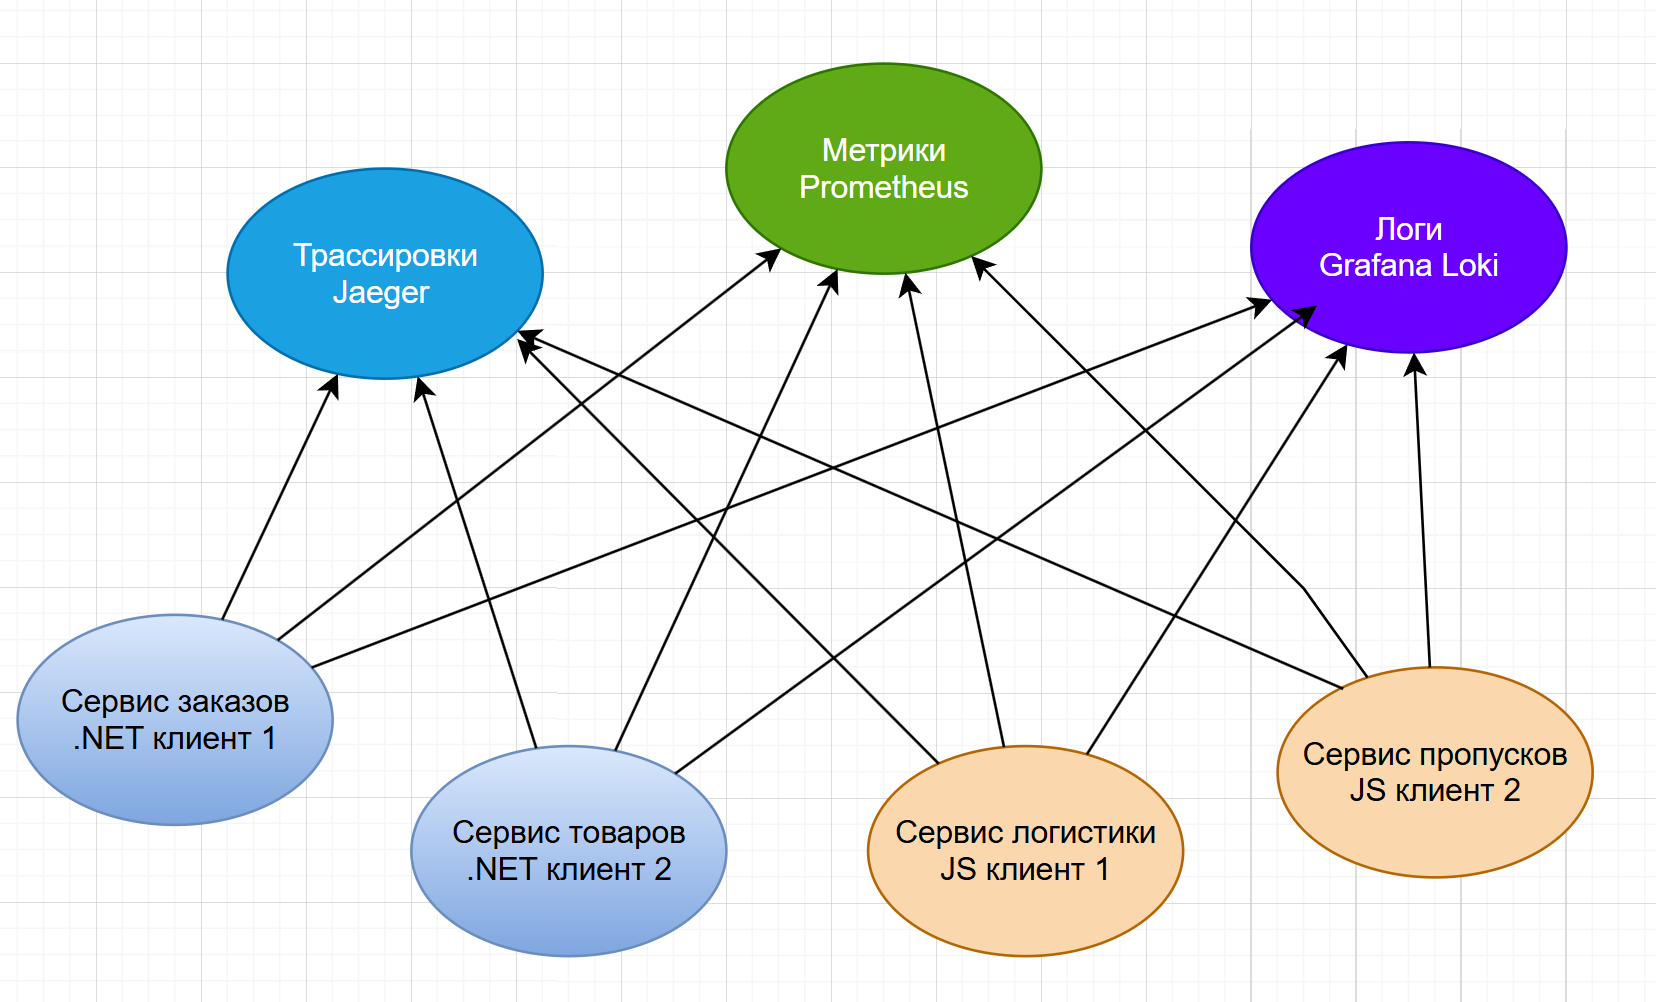 Метрики
Prometheus
Трассировки
Jaeger
Логи
Grafana Loki
Сервис заказов
.NET клиент 1
Сервис товаров
.NET клиент 2
Сервис логистики
JS клиент 1
Сервис пропусков
JS клиент 2